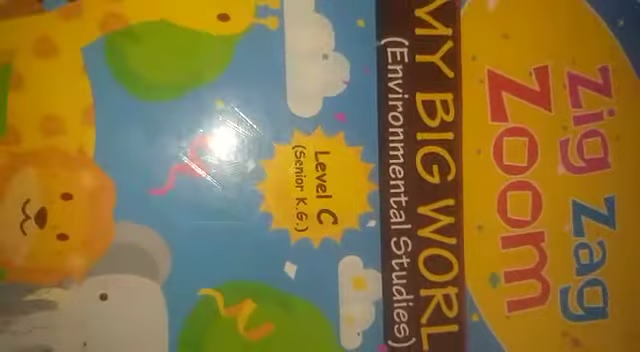 Zig Zag
Zoom
MY BIG WORL
(Environmental Studies)
Level C
(Senior K.G.)